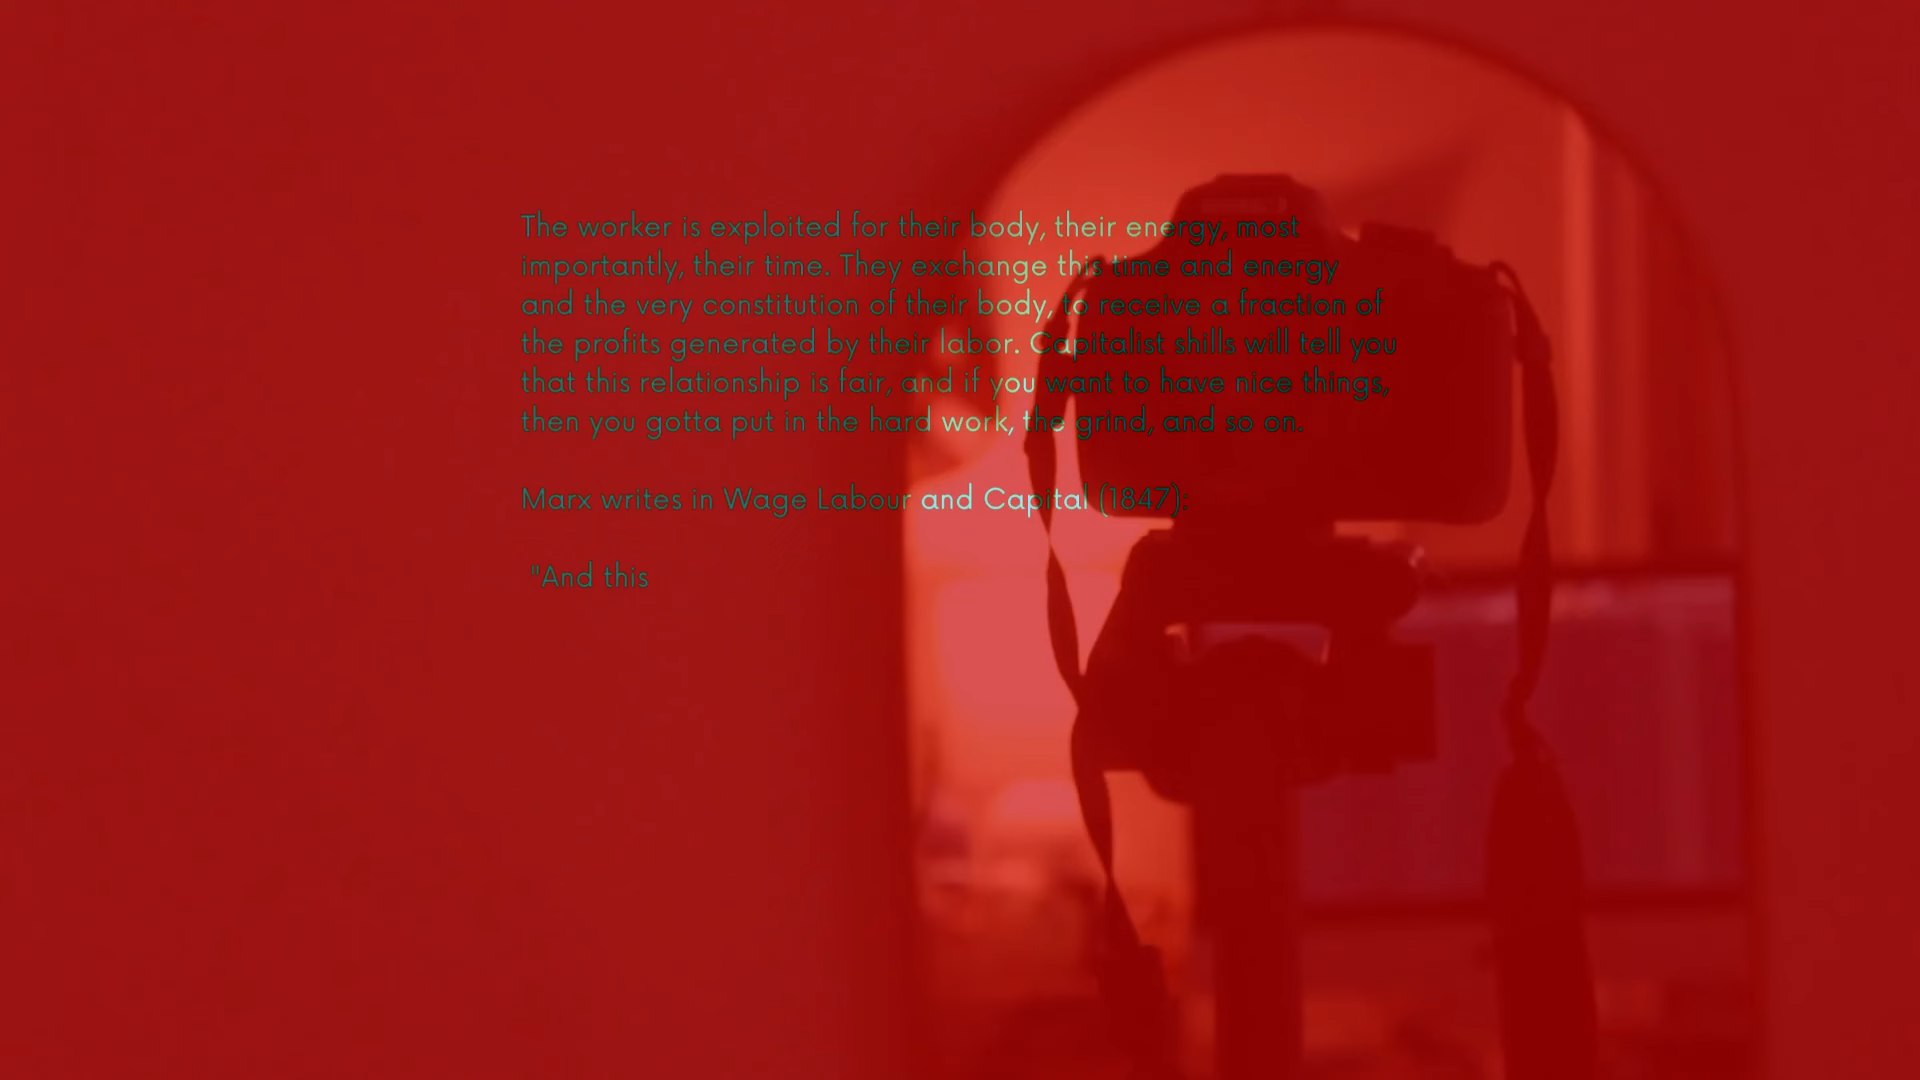 The worker is exploited for their body, their energy, most
importantly, their time. They exchange this time and energy
and the very constitution of their body, to receive a fraction of
the profits generated by their labor. Capitalist shills will tell you
that this relationship is fair, and if you want to have nice things,
then you gotta put in the hard work, the grind, and so on.
Marx writes in Wage Labour and Capital (1847):
"And this